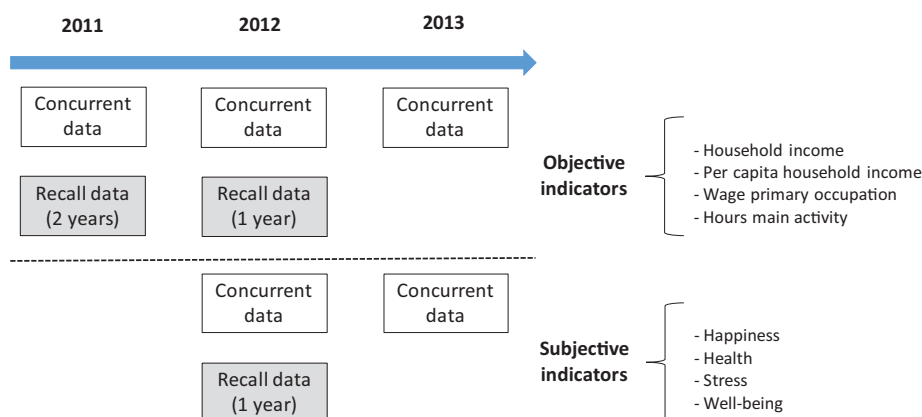 2011 2012 2013
Concurrent
data
Concurrent
data
Concurrent
data
Recall data
(2 years)
Recall data
(1 year)
Objective
indicators
- Household income
- Per capita household income
- Wage primary occupation
- Hours main activity
Concurrent
data
Concurrent
data
Recall data
(1 year)
Subjective
indicators
- Happiness
- Health
- Stress
- Well-being